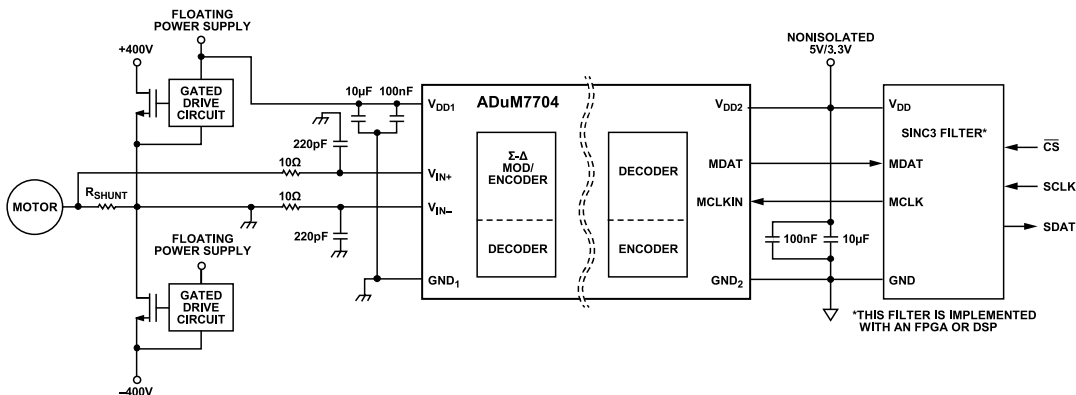 FLOATING
POWER SUPPLY
+400V
GATED
DRIVE
CIRCUIT
10µF
100nF
220pF
10Ω
MOTOR
RSHUNT
10Ω
220pF
FLOATING
POWER SUPPLY
GATED
DRIVE
CIRCUIT
–400V
ADuM7704
VDD1
VIN+
VIN–
GND1
Σ-Δ
MOD/
ENCODER
DECODER
DECODER
ENCODER
VDD2
MDAT
MCLKIN
GND2
NONISOLATED
5V/3.3V
100nF
10µF
VDD
SINC3 FILTER*
MDAT
MCLK
GND
CS
SCLK
SDAT
*THIS FILTER IS IMPLEMENTED
WITH AN FPGA OR DSP